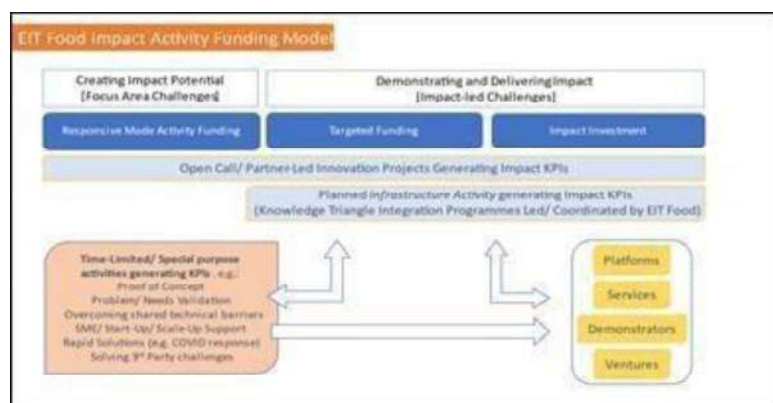 EIT Food Impact Activity Funding Model
Creating Impact Potential
[Focus Area Challenges]
Demonstrating and Delivering Impact
[Impact-led Challenges]
Responsive Mode Activity Funding
Targeted Funding
Impact Investment
Open Call/ Partner-Led Innovation Projects Generating Impact KPIs
Planned Infrastructure Activity generating Impact KPIs
(Knowledge Triangle Integration Programmes Led/ Coordinated by EIT Food)
Time-Limited/ Special purpose
activities generating KPIs , e.g.:
Proof of Concept
Problem/ Needs Validation
Overcoming shared technical barriers
SME/ Start-Up/ Scale-Up Support
Rapid Solutions (e.g. COVID response)
Solving 3rd Party challenges
Platforms
Services
Demonstrators
Ventures